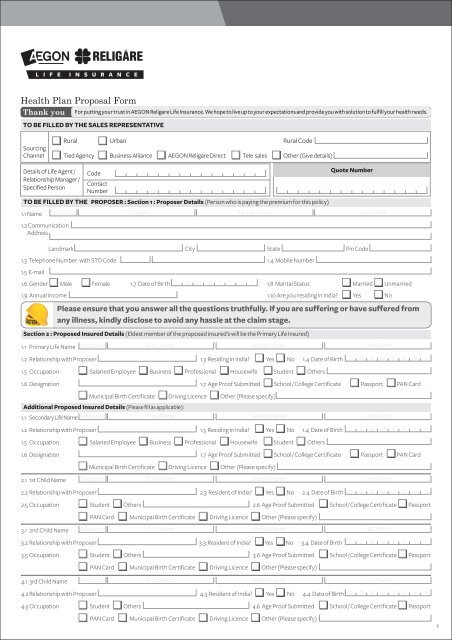 AEGON RELIGARE
LIFE INSURANCE
Health Plan Proposal Form
Thank you For putting your trust in AEGON Religare Life Insurance. We hope to live up to your expectations and provide you with solution to fulfill your health needs.
TO BE FILLED BY THE SALES REPRESENTATIVE
Sourcing Channel
Rural Urban Rural Code
Tied Agency Business Alliance AEGON Religare Direct Tele sales Other (Give details)
Details of Life Agent / Relationship Manager / Specified Person
Code
Contact Number
Quote Number
TO BE FILLED BY THE PROPOSER : Section 1 : Proposer Details (Person who is paying the premium for this policy)
1.1 Name
1.2 Communication Address
Landmark City State Pin Code
1.3 Telephone Number: with STD Code 1.4 Mobile Number
1.5 E-mail
1.6 Gender Male Female 1.7 Date of Birth 1.8 Marital Status Married Unmarried
1.9 Annual Income 1.10 Are you residing in India? Yes No
Please ensure that you answer all the questions truthfully. If you are suffering or have suffered from
any illness, kindly disclose to avoid any hassle at the claim stage.
Section 2 : Proposed Insured Details (Eldest member of the proposed insured's will be the Primary Life Insured)
1.1 Primary Life Name
1.2 Relationship with Proposer 1.3 Residing in India? Yes No 1.4 Date of Birth
1.5 Occupation Salaried Employee Business Professional Housewife Student Others
1.6 Designation 1.7 Age Proof Submitted School / College Certificate Passport PAN Card
Municipal Birth Certificate Driving Licence Other (Please specify)
Additional Proposed Insured Details (Please fill as applicable):
1.1 Secondary Life Name
1.2 Relationship with Proposer 1.3 Residing in India? Yes No 1.4 Date of Birth
1.5 Occupation Salaried Employee Business Professional Housewife Student Others
1.6 Designation 1.7 Age Proof Submitted School / College Certificate Passport PAN Card
Municipal Birth Certificate Driving Licence Other (Please specify)
2.1 1st Child Name
2.2 Relationship with Proposer 2.3 Resident of India? Yes No 2.4 Date of Birth
2.5 Occupation Student Others 2.6 Age Proof Submitted School / College Certificate Passport
PAN Card Municipal Birth Certificate Driving Licence Other (Please specify)
3.1 2nd Child Name
3.2 Relationship with Proposer 3.3 Resident of India? Yes No 3.4 Date of Birth
3.5 Occupation Student Others 3.6 Age Proof Submitted School / College Certificate Passport
PAN Card Municipal Birth Certificate Driving Licence Other (Please specify)
4.1 3rd Child Name
4.2 Relationship with Proposer 4.3 Resident of India? Yes No 4.4 Date of Birth
4.5 Occupation Student Others 4.6 Age Proof Submitted School / College Certificate Passport
PAN Card Municipal Birth Certificate Driving Licence Other (Please specify)
1